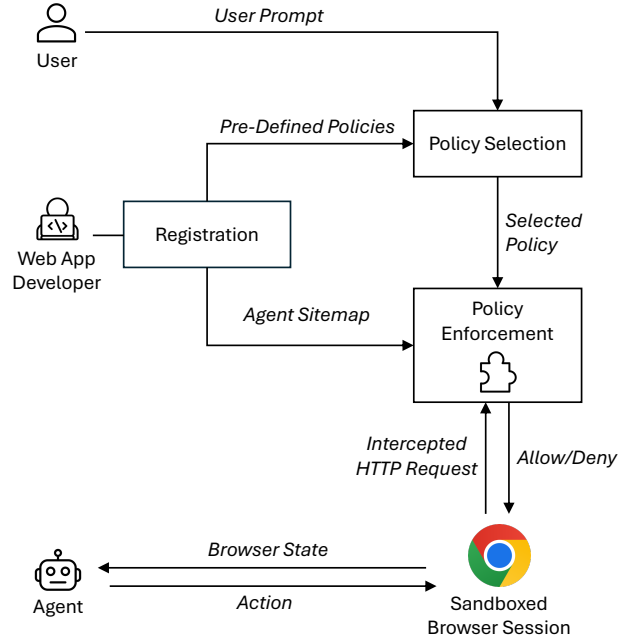 User Prompt
User
Pre-Defined Policies
Policy Selection
Registration
Web App
Developer
Selected
Policy
Agent Sitemap
Policy
Enforcement
Intercepted
HTTP Request
Allow/Deny
Browser State
Agent
Action
Sandboxed
Browser Session